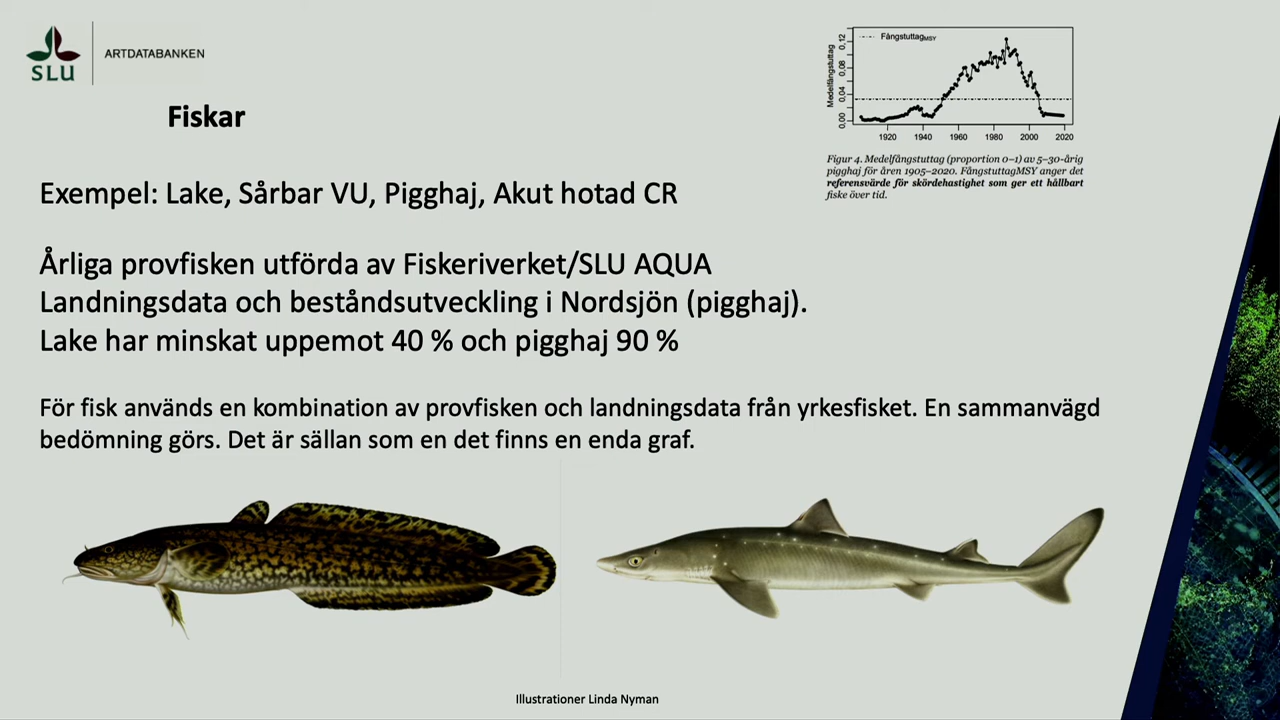 SLU
ARTDATABANKEN
Fiskar
Fångstuttag MSY
Medelfångstuttag
0,00 0,04 0,08 0,12
1920 1940 1960 1980 2000 2020
Figur 4. Medelfångstuttag (proportion 0–1) av 5–30-årig
pigghaj för åren 1905–2020. FångstuttagMSY anger det
referensvärde för skördehastighet som ger ett hållbart
fiske över tid.
Exempel: Lake, Sårbar VU, Pigghaj, Akut hotad CR
Årliga provfisken utförda av Fiskeriverket/SLU AQUA
Landningsdata och beståndsutveckling i Nordsjön (pigghaj).
Lake har minskat uppemot 40 % och pigghaj 90 %
För fisk används en kombination av provfisken och landningsdata från yrkesfisket. En sammanvägd
bedömning görs. Det är sällan som en det finns en enda graf.
Illustrationer Linda Nyman